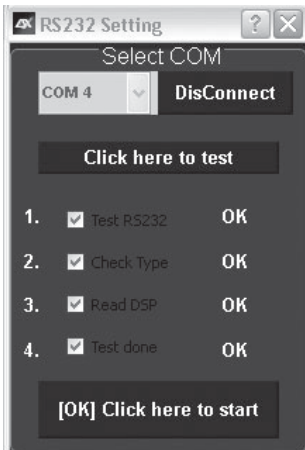 RS232 Setting ? X
Select COM
COM 4 DisConnect
Click here to test
1. Test RS232 OK
2. Check Type OK
3. Read DSP OK
4. Test done OK
[OK] Click here to start